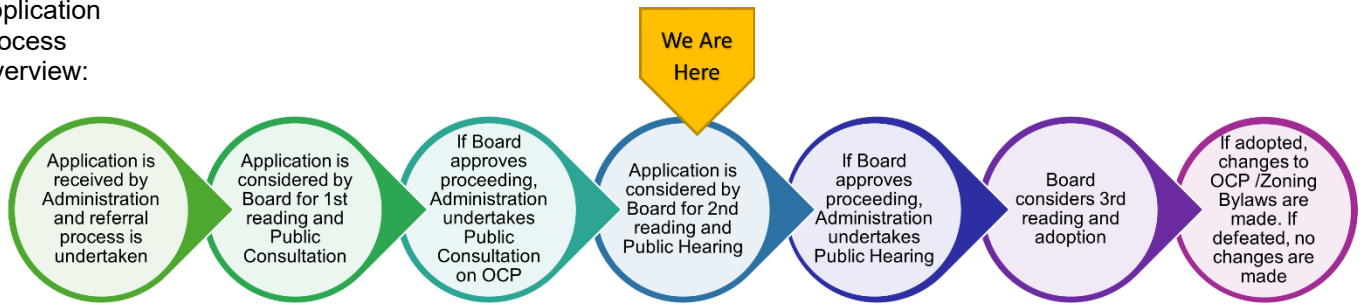 plication
ocess
verview:
We Are
Here
Application is
received by
Administration
and referral
process is
undertaken
Application is
considered by
Board for 1st
reading and
Public
Consultation
If Board
approves
proceeding,
Administration
undertakes
Public
Consultation
on OCP
Application is
considered by
Board for 2nd
reading and
Public Hearing
If Board
approves
proceeding,
Administration
undertakes
Public Hearing
Board
considers 3rd
reading and
adoption
If adopted,
changes to
OCP /Zoning
Bylaws are
made. If
defeated, no
changes are
made